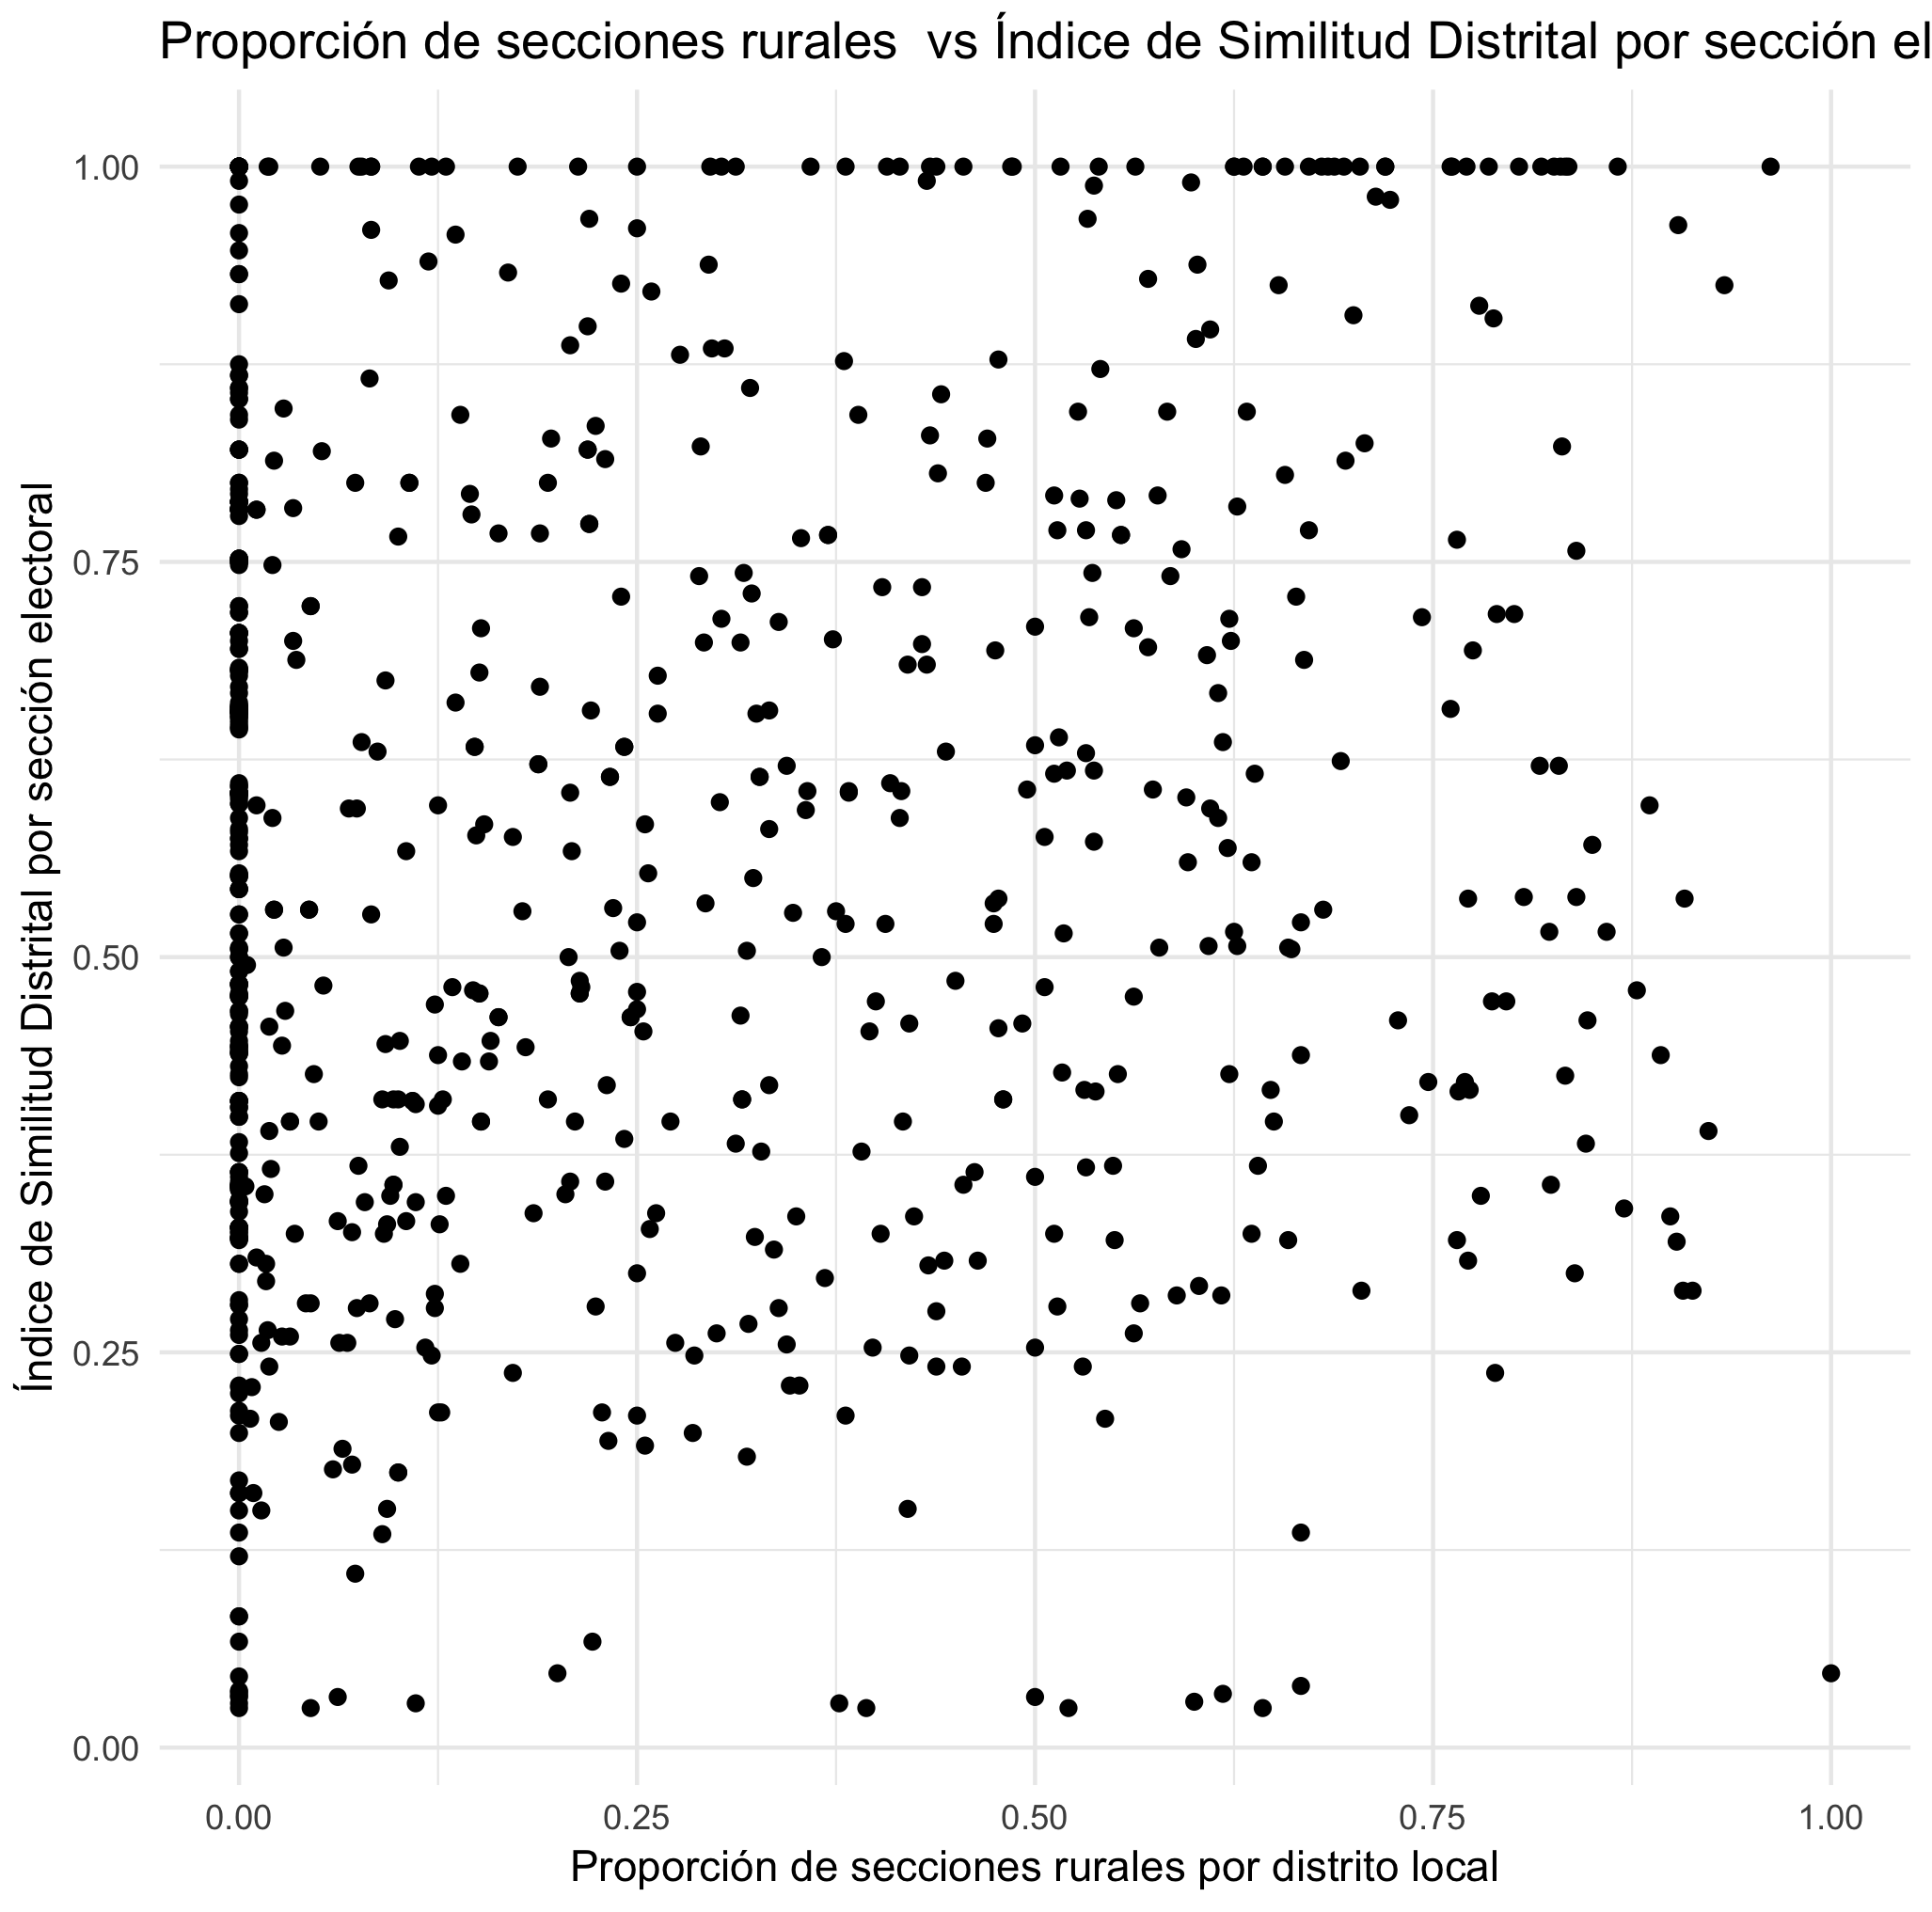 Proporción de secciones rurales  vs Índice de Similitud Distrital por sección el
Índice de Similitud Distrital por sección electoral
1.00
0.75
0.50
0.25
0.00
0.00 0.25 0.50 0.75 1.00
Proporción de secciones rurales por distrito local